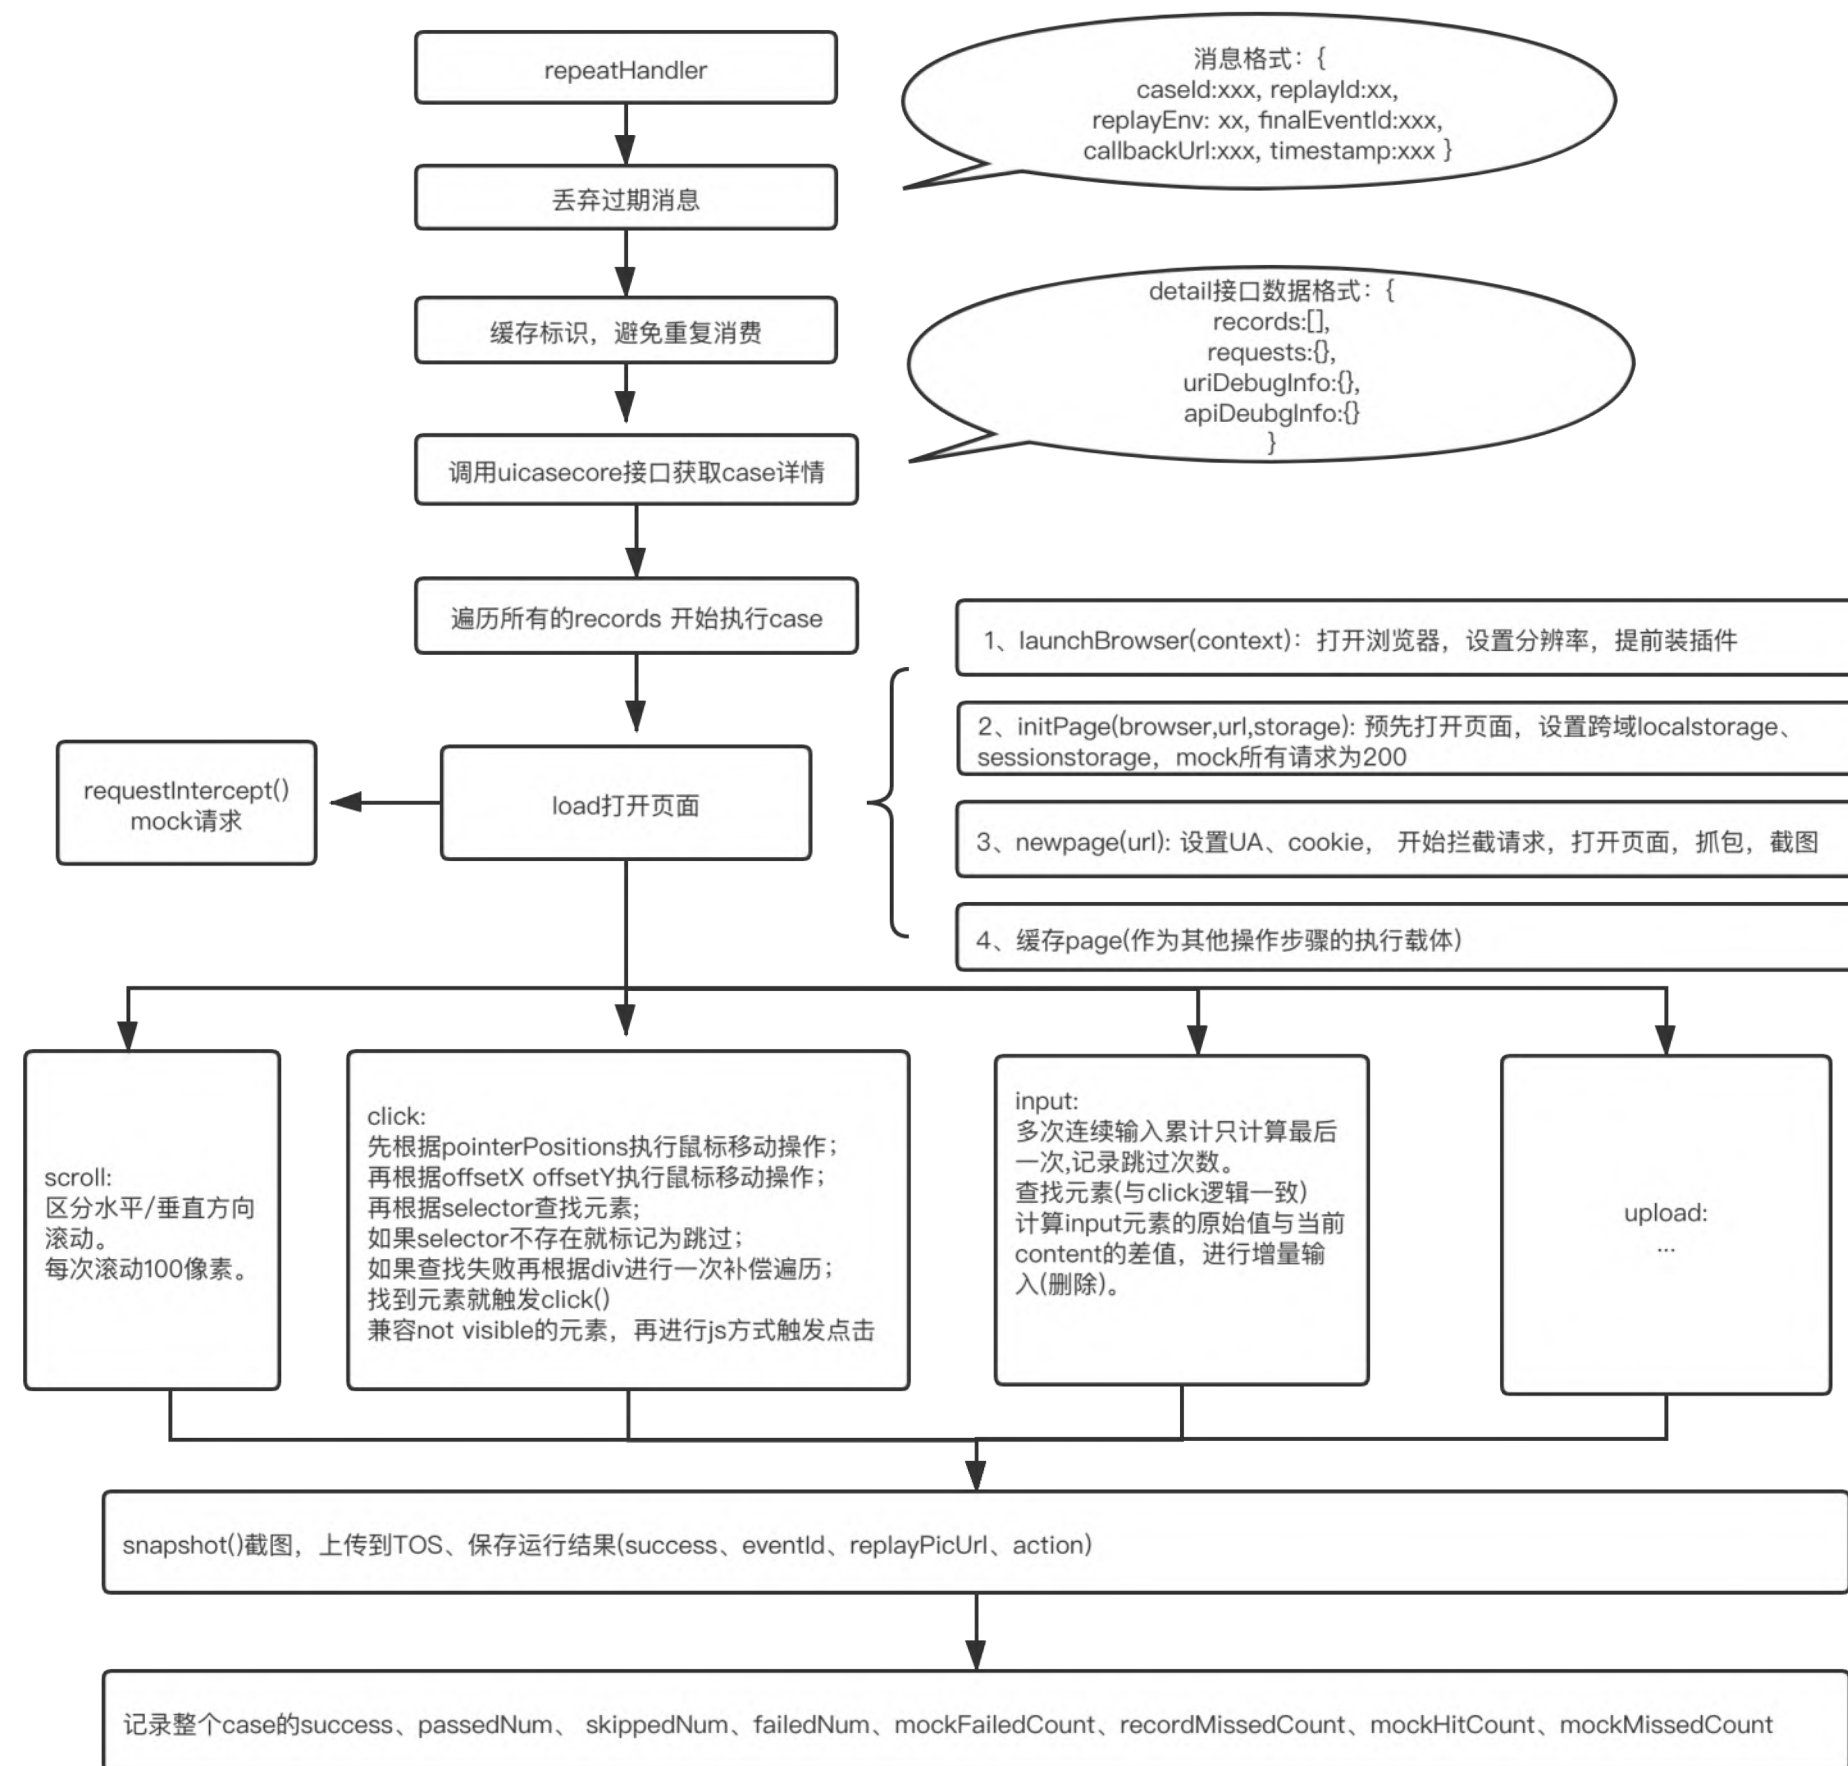 repeatHandler
消息格式：{
caseId:xxx, replayId:xx,
replayEnv: xx, finalEventId:xxx,
callbackUrl:xxx, timestamp:xxx }
丢弃过期消息
缓存标识，避免重复消费
detail接口数据格式：{
records:[],
requests:{},
uriDebugInfo:{},
apiDeubgInfo:{}
}
调用uicasecore接口获取case详情
遍历所有的records 开始执行case
1、launchBrowser(context)：打开浏览器，设置分辨率，提前装插件
2、initPage(browser,url,storage): 预先打开页面，设置跨域localstorage、
sessionstorage，mock所有请求为200
3、newpage(url): 设置UA、cookie， 开始拦截请求，打开页面，抓包，截图
4、缓存page(作为其他操作步骤的执行载体)
requestIntercept()
mock请求
load打开页面
scroll:
区分水平/垂直方向
滚动。
每次滚动100像素。
click:
先根据pointerPositions执行鼠标移动操作；
再根据offsetX offsetY执行鼠标移动操作；
再根据selector查找元素;
如果selector不存在就标记为跳过；
如果查找失败再根据div进行一次补偿遍历；
找到元素就触发click()
兼容not visible的元素，再进行js方式触发点击
input:
多次连续输入累计只计算最后
一次,记录跳过次数。
查找元素(与click逻辑一致)
计算input元素的原始值与当前
content的差值，进行增量输
入(删除)。
upload:
...
snapshot()截图，上传到TOS、保存运行结果(success、eventId、replayPicUrl、action)
记录整个case的success、passedNum、 skippedNum、failedNum、mockFailedCount、recordMissedCount、mockHitCount、mockMissedCount